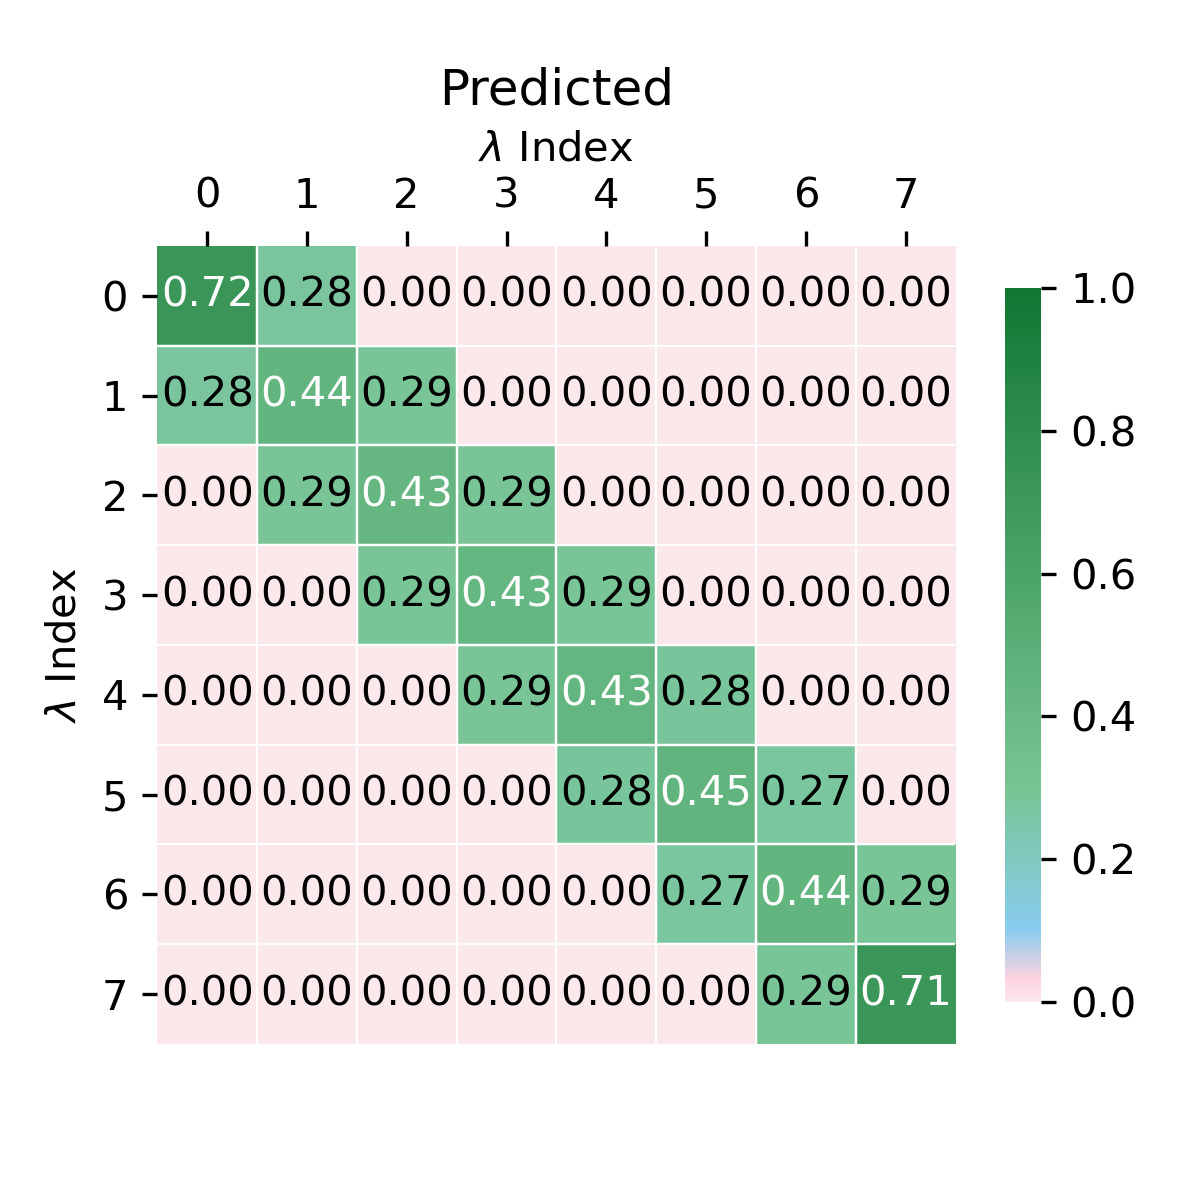 Predicted
λ Index
0 1 2 3 4 5 6 7
0 0.72 0.28 0.00 0.00 0.00 0.00 0.00 0.00
1 0.28 0.44 0.29 0.00 0.00 0.00 0.00 0.00
2 0.00 0.29 0.43 0.29 0.00 0.00 0.00 0.00
3 0.00 0.00 0.29 0.43 0.29 0.00 0.00 0.00
4 0.00 0.00 0.00 0.29 0.43 0.28 0.00 0.00
5 0.00 0.00 0.00 0.00 0.28 0.45 0.27 0.00
6 0.00 0.00 0.00 0.00 0.00 0.27 0.44 0.29
7 0.00 0.00 0.00 0.00 0.00 0.00 0.29 0.71
λ Index
1.0
0.8
0.6
0.4
0.2
0.0